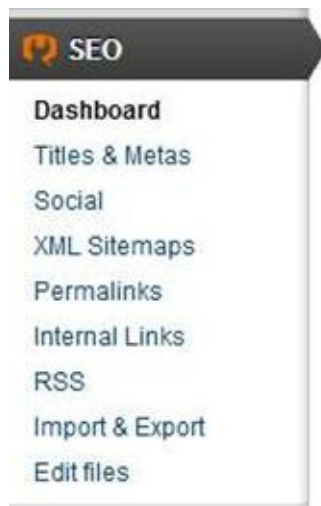 SEO
Dashboard
Titles & Metas
Social
XML Sitemaps
Permalinks
Internal Links
RSS
Import & Export
Edit files